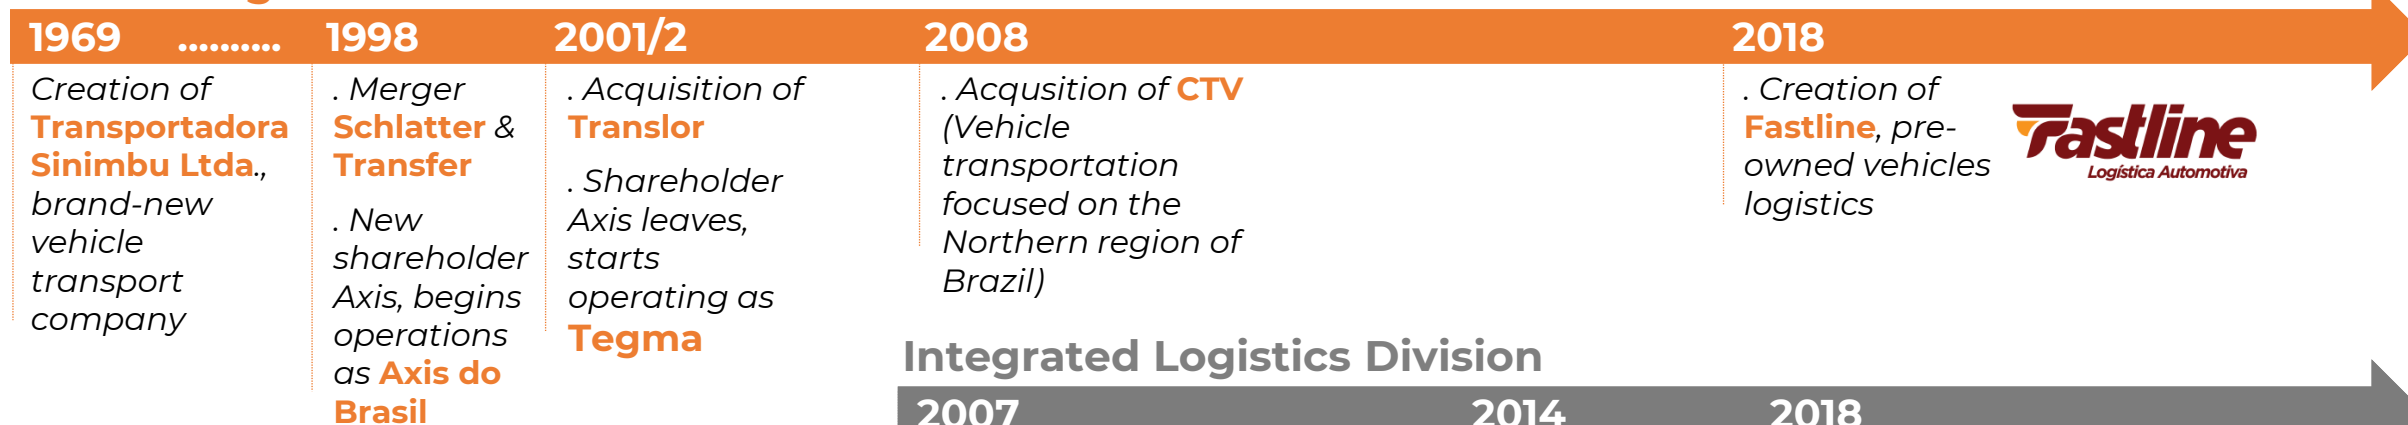 1969 .......... 1998 2001/2 2008 2018
Creation of
Transportadora
Sinimbu Ltda.,
brand-new
vehicle
transport
company
. Merger
Schlatter &
Transfer
. New
shareholder
Axis, begins
operations
as Axis do
Brasil
. Acquisition of
Translor
. Shareholder
Axis leaves,
starts
operating as
Tegma
. Acqusition of CTV
(Vehicle
transportation
focused on the
Northern region of
Brazil)
. Creation of
Fastline, pre-
owned vehicles
logistics
Fastline
Logística Automotiva
Integrated Logistics Division
2007 2014 2018